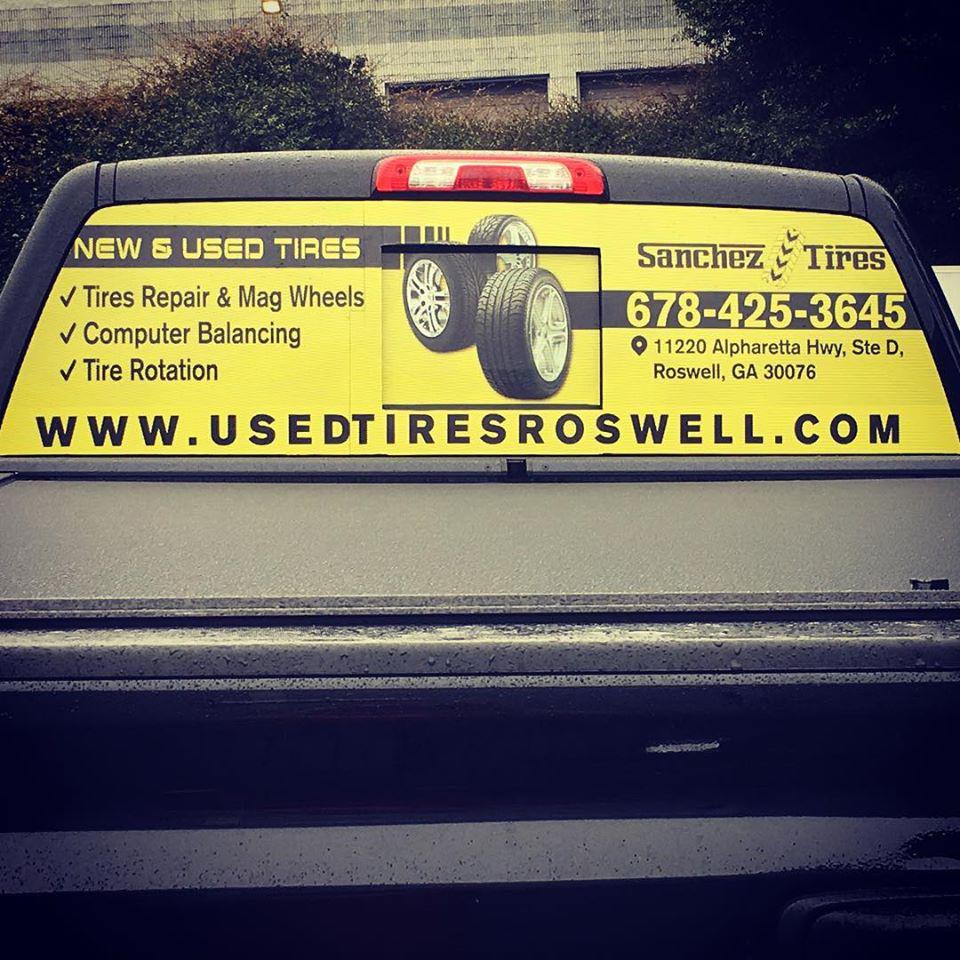 NEW & USED TIRES
✓ Tires Repair & Mag Wheels
✓ Computer Balancing
✓ Tire Rotation
Sanchez Tires
678-425-3645
11220 Alpharetta Hwy, Ste D,
Roswell, GA 30076
WWW.USEDTIRESROSWELL.COM